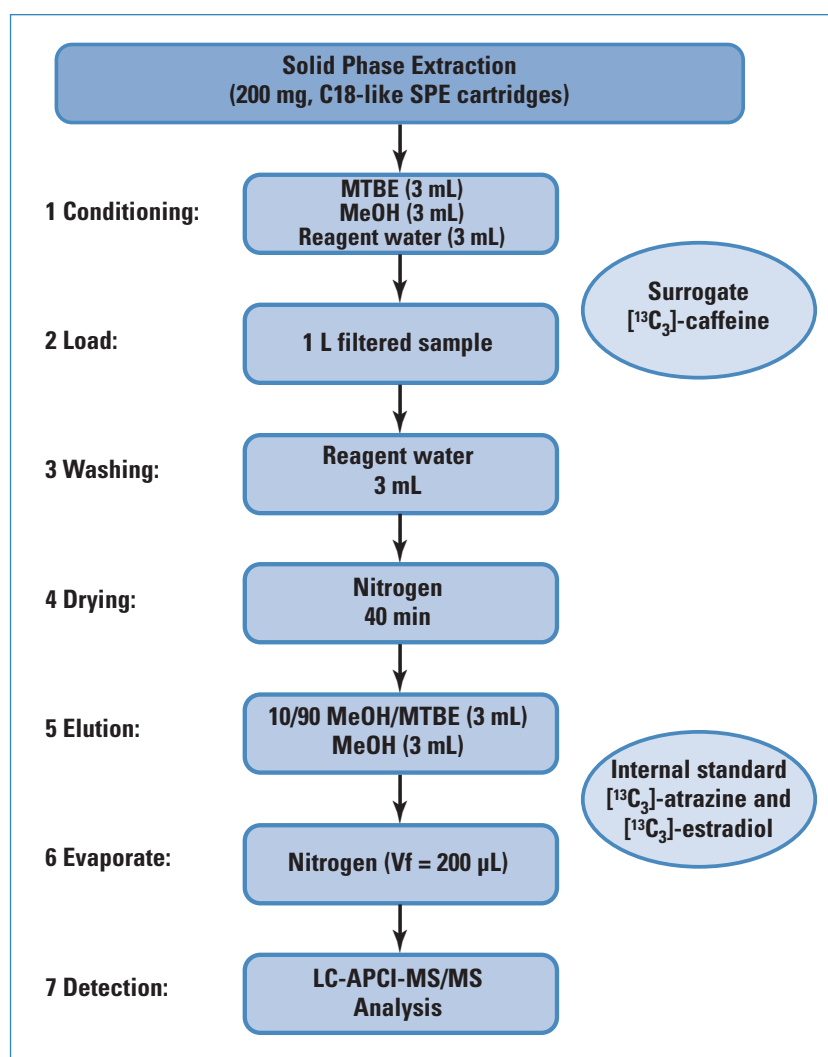 Solid Phase Extraction
(200 mg, C18-like SPE cartridges)
1 Conditioning:
MTBE (3 mL)
MeOH (3 mL)
Reagent water (3 mL)
Surrogate
[¹³C₃]-caffeine
2 Load:
1 L filtered sample
3 Washing:
Reagent water
3 mL
4 Drying:
Nitrogen
40 min
5 Elution:
10/90 MeOH/MTBE (3 mL)
MeOH (3 mL)
Internal standard
[¹³C₃]-atrazine and
[¹³C₃]-estradiol
6 Evaporate:
Nitrogen (Vf = 200 µL)
7 Detection:
LC-APCI-MS/MS
Analysis